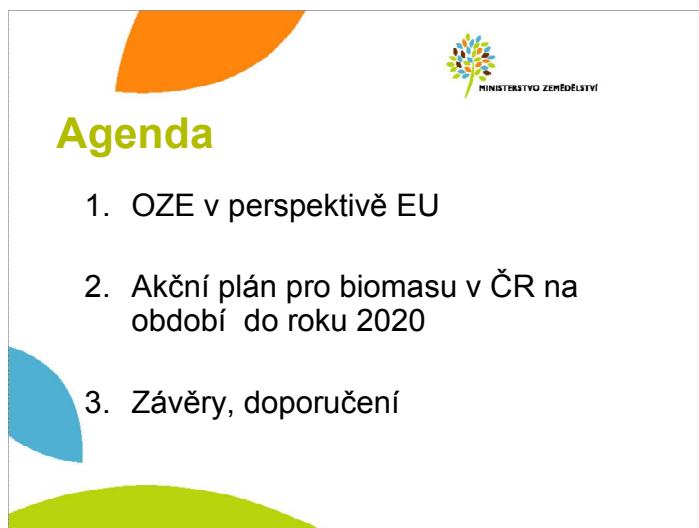 MINISTERSTVO ZEMĚDĚLSTVÍ
Agenda
1. OZE v perspektivě EU
2. Akční plán pro biomasu v ČR na
období  do roku 2020
3. Závěry, doporučení